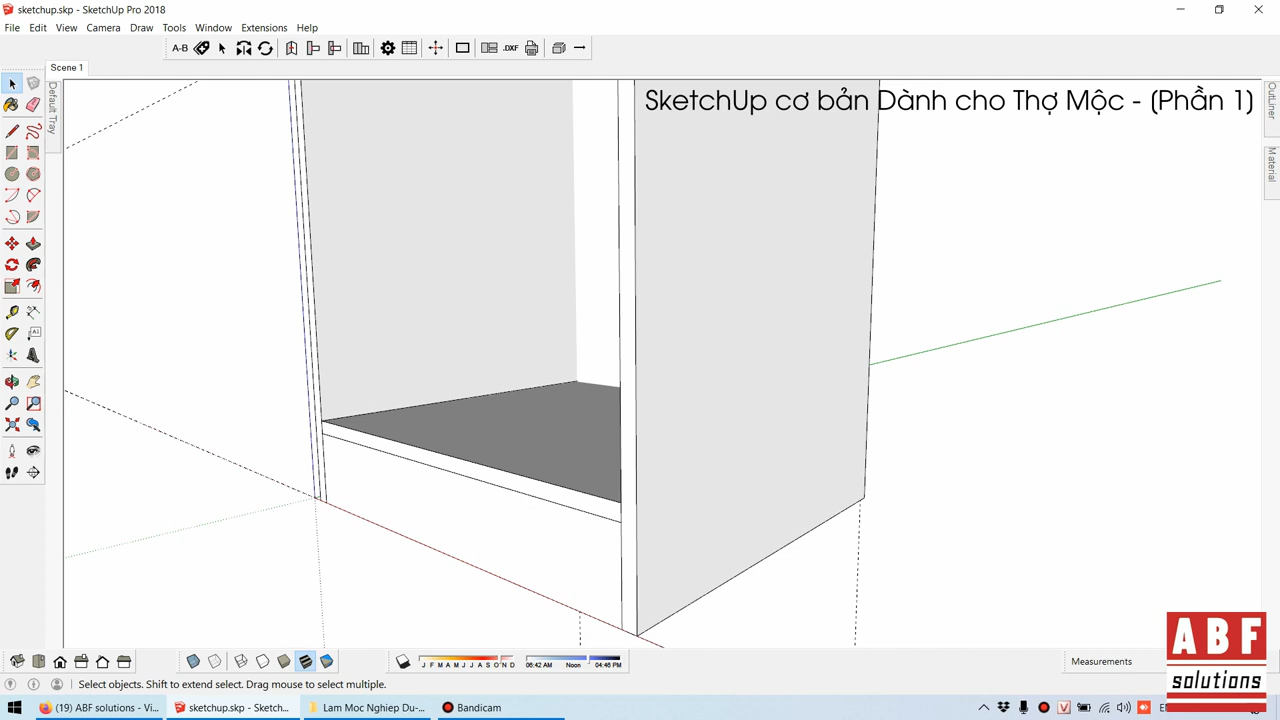 sketchup.skp - SketchUp Pro 2018
File Edit View Camera Draw Tools Window Extensions Help
A-B
.DXF
Scene 1
Default Tray
SketchUp cơ bản Dành cho Thợ Mộc - (Phần 1)
OutLiner
Material
ABF
solutions
J F M A M J J A S O N D
06:42 AM Noon 04:46 PM
Measurements
Select objects. Shift to extend select. Drag mouse to select multiple.
(19) ABF solutions - Vi...
sketchup.skp - Sketch...
Lam Moc Nghiep Du-...
Bandicam